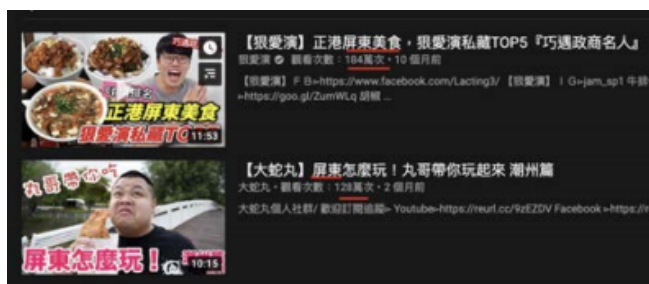 【狠愛演】正港屏東美食，狠愛演私藏TOP5『巧遇政商名人』
狠愛演 觀看次數：184萬次・10 個月前
【狠愛演】ＦＢ▻https://www.facebook.com/Lacting3/ 【狠愛演】ＩＧ▻jam_sp1 牛排
▻https://goo.gl/ZumWLq 胡椒 ...
正港屏東美食
狠愛演私藏TOP5
11:53
【大蛇丸】屏東怎麼玩！丸哥帶你玩起來 潮州篇
大蛇丸・觀看次數：128萬次・2 個月前
大蛇丸個人社群/ 歡迎訂閱追蹤▻ Youtube▻https://reurl.cc/9zEZDV Facebook▻https://r
丸哥帶你吃
屏東怎麼玩！
10:15